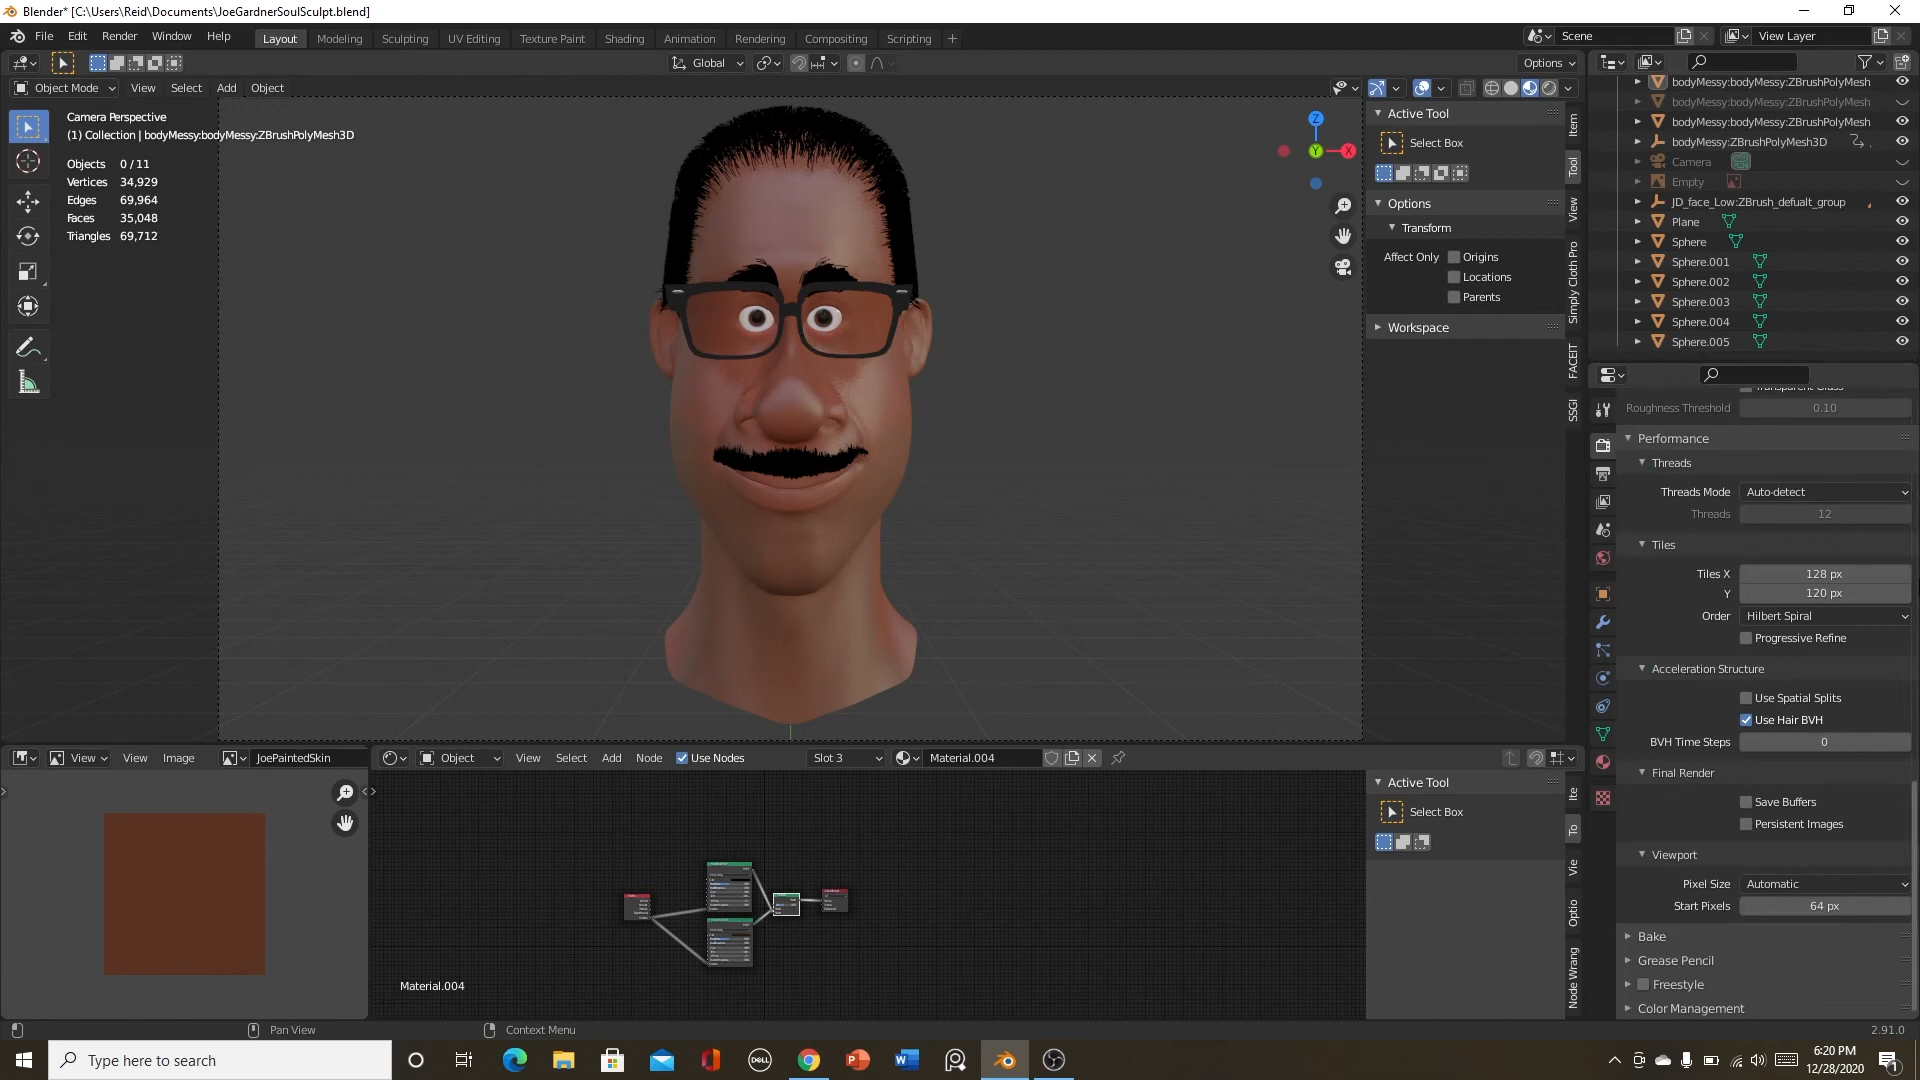 Blender* [C:\Users\Reid\Documents\JoeGardnerSoulSculpt.blend]
File Edit Render Window Help Layout Modeling Sculpting UV Editing Texture Paint Shading Animation Rendering Compositing Scripting + Scene View Layer
Global Options
Object Mode View Select Add Object
Camera Perspective
(1) Collection | bodyMessy:bodyMessy:ZBrushPolyMesh3D
Objects 0 / 11
Vertices 34,929
Edges 69,964
Faces 35,048
Triangles 69,712
Z
Y
X
Active Tool
Select Box
Options
Transform
Affect Only Origins
Locations
Parents
Workspace
Item
Tool
View
Simply Cloth Pro
FACEIT
SSGI
bodyMessy:bodyMessy:ZBrushPolyMesh
bodyMessy:bodyMessy:ZBrushPolyMesh
bodyMessy:bodyMessy:ZBrushPolyMesh
bodyMessy:ZBrushPolyMesh3D
Camera
Empty
JD_face_Low:ZBrush_defualt_group
Plane
Sphere
Sphere.001
Sphere.002
Sphere.003
Sphere.004
Sphere.005
Roughness Threshold 0.10
Performance
Threads
Threads Mode Auto-detect
Threads 12
Tiles
Tiles X 128 px
Y 120 px
Order Hilbert Spiral
Progressive Refine
Acceleration Structure
Use Spatial Splits
Use Hair BVH
BVH Time Steps 0
Final Render
Save Buffers
Persistent Images
Viewport
Pixel Size Automatic
Start Pixels 64 px
Bake
Grease Pencil
Freestyle
Color Management
View View Image JoePaintedSkin
Object View Select Add Node Use Nodes Slot 3 Material.004
Active Tool
Select Box
Ite
To
Vie
Optio
Node Wrang
Material.004
Pan View Context Menu 2.91.0
Type here to search
DELL
6:20 PM
12/28/2020
1